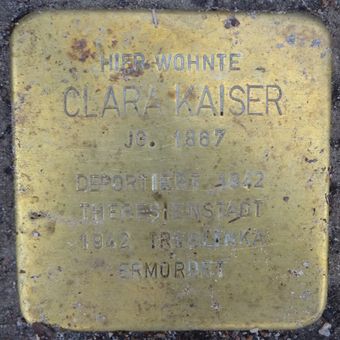 HIER WOHNTE
CLARA KAISER
JG. 1867
DEPORTIERT 1942
THERESIENSTADT
1942 TREBLINKA
ERMORDET